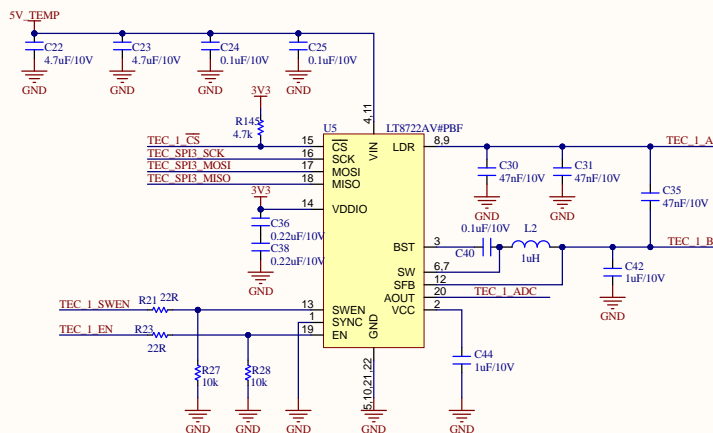 5V_TEMP
C22
4.7uF/10V
GND
C23
4.7uF/10V
GND
C24
0.1uF/10V
GND
C25
0.1uF/10V
GND
3V3
R145
4.7k
4,11
U5
LT8722AV#PBF
TEC_1_CS
15
CS
VIN
LDR
8,9
TEC_1_A
TEC_SPI3_SCK
16
SCK
TEC_SPI3_MOSI
17
MOSI
TEC_SPI3_MISO
18
MISO
C30
47nF/10V
GND
C31
47nF/10V
GND
C35
47nF/10V
3V3
14
VDDIO
C36
0.22uF/10V
C38
0.22uF/10V
GND
BST
3
0.1uF/10V
C40
L2
1uH
TEC_1_B
SW
6,7
SFB
12
AOUT
20
TEC_1_ADC
VCC
2
C42
1uF/10V
GND
TEC_1_SWEN
R21
22R
13
SWEN
1
SYNC
TEC_1_EN
R23
22R
19
EN
GND
R27
10k
GND
R28
10k
GND
GND
5,10,21,22
GND
C44
1uF/10V
GND